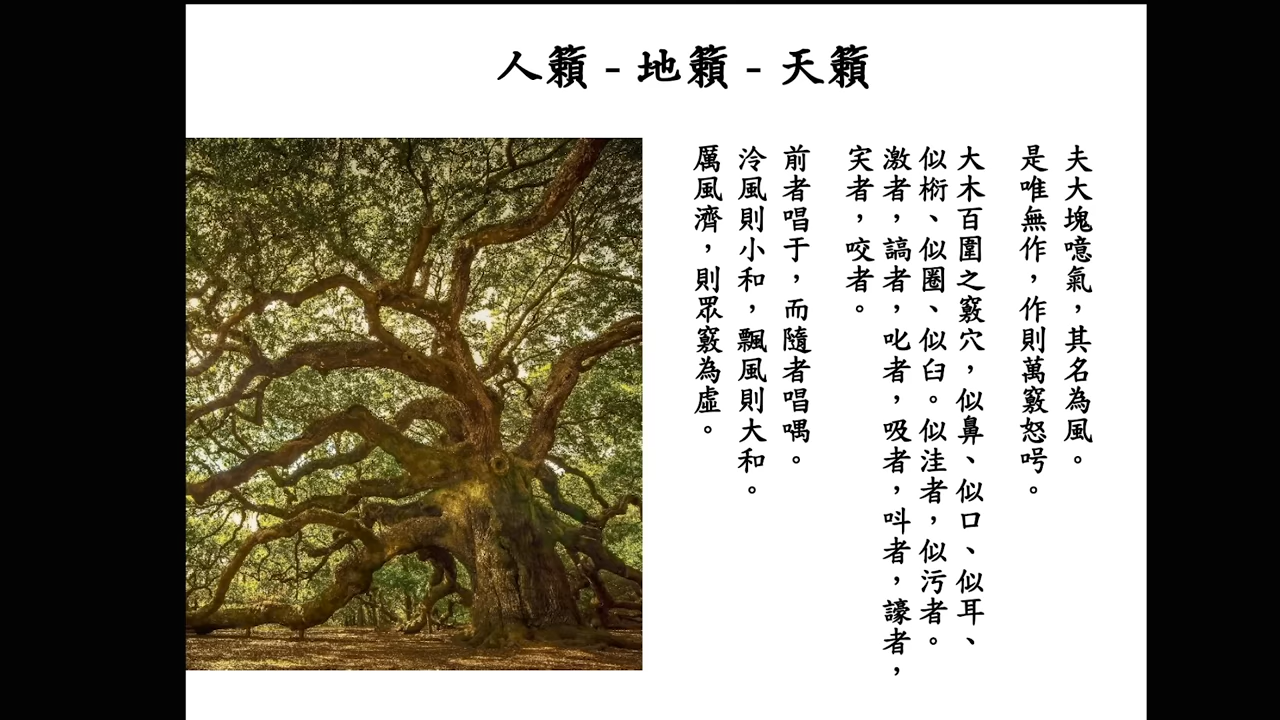 人籟 - 地籟 - 天籟
夫大塊噫氣，其名為風。
是唯無作，作則萬竅怒呺。
大木百圍之竅穴，似鼻、似口、似耳、
似枅、似圈、似臼。似洼者，似污者。
激者，謞者，叱者，吸者，叫者，譹者，
宎者，咬者。
前者唱于，而隨者唱喁。
泠風則小和，飄風則大和。
厲風濟，則眾竅為虛。